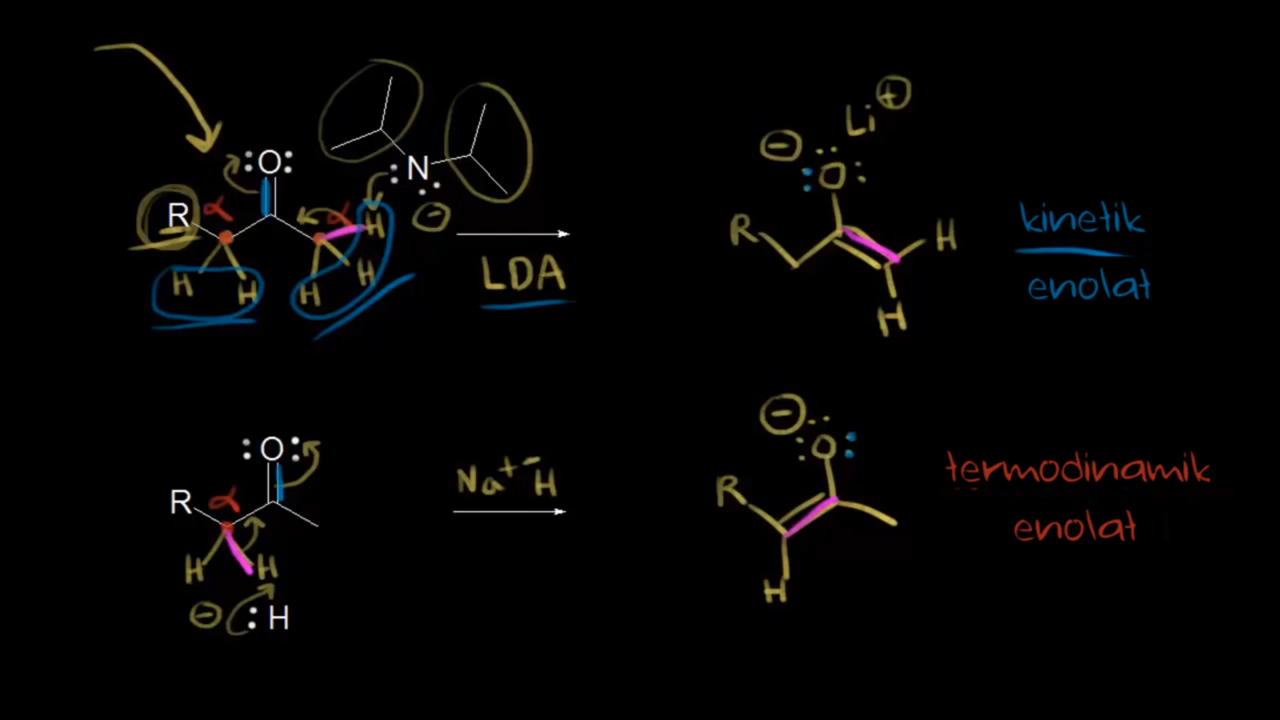 Li +
− O
:O: N
R α α H −
H H H H
LDA
R H
H
kinetik
enolat
− O
:O:
R α
H H
− :H
Na+ −H
R
H
termodinamik
enolat